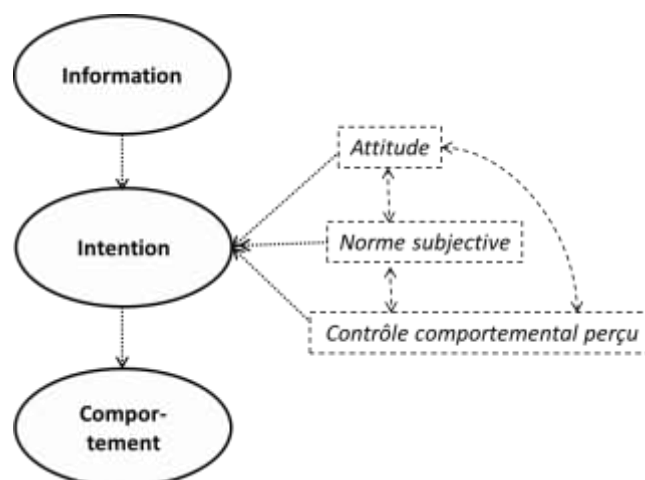 Information
Attitude
Intention
Norme subjective
Contrôle comportemental perçu
Compor-
tement